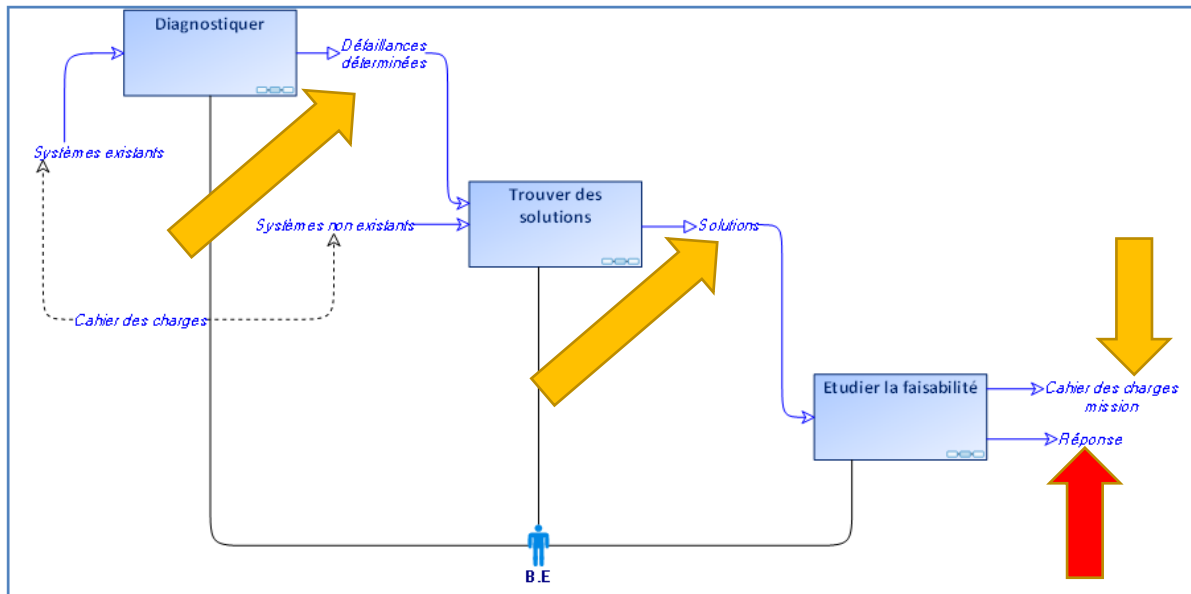 Diagnostiquer
Défaillances
déterminées
Systèmes existants
Trouver des
solutions
Systèmes non existants
Solutions
Cahier des charges
Etudier la faisabilité
Cahier des charges
mission
Réponse
B.E